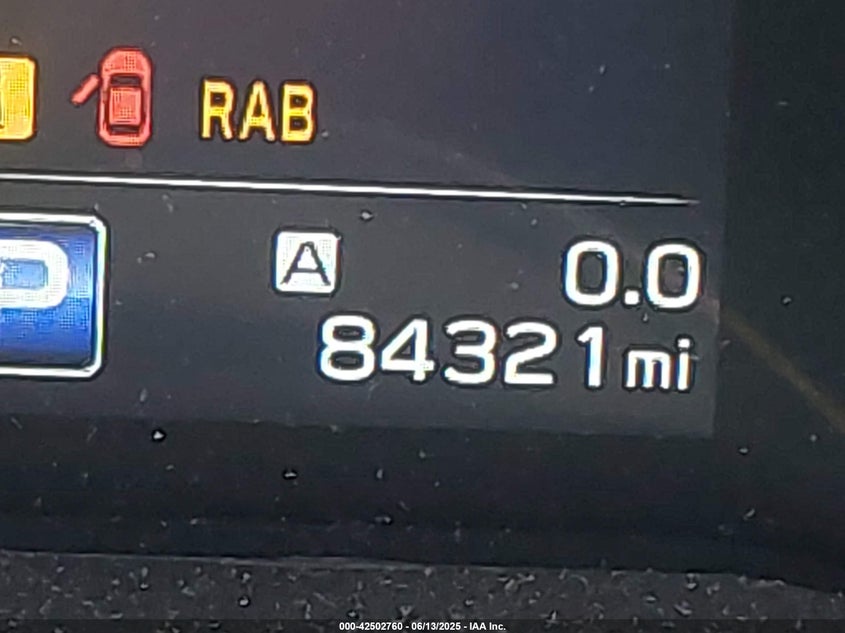 RAB
A 0.0
84321 mi
000-42502760 - 06/13/2025 - IAA Inc.